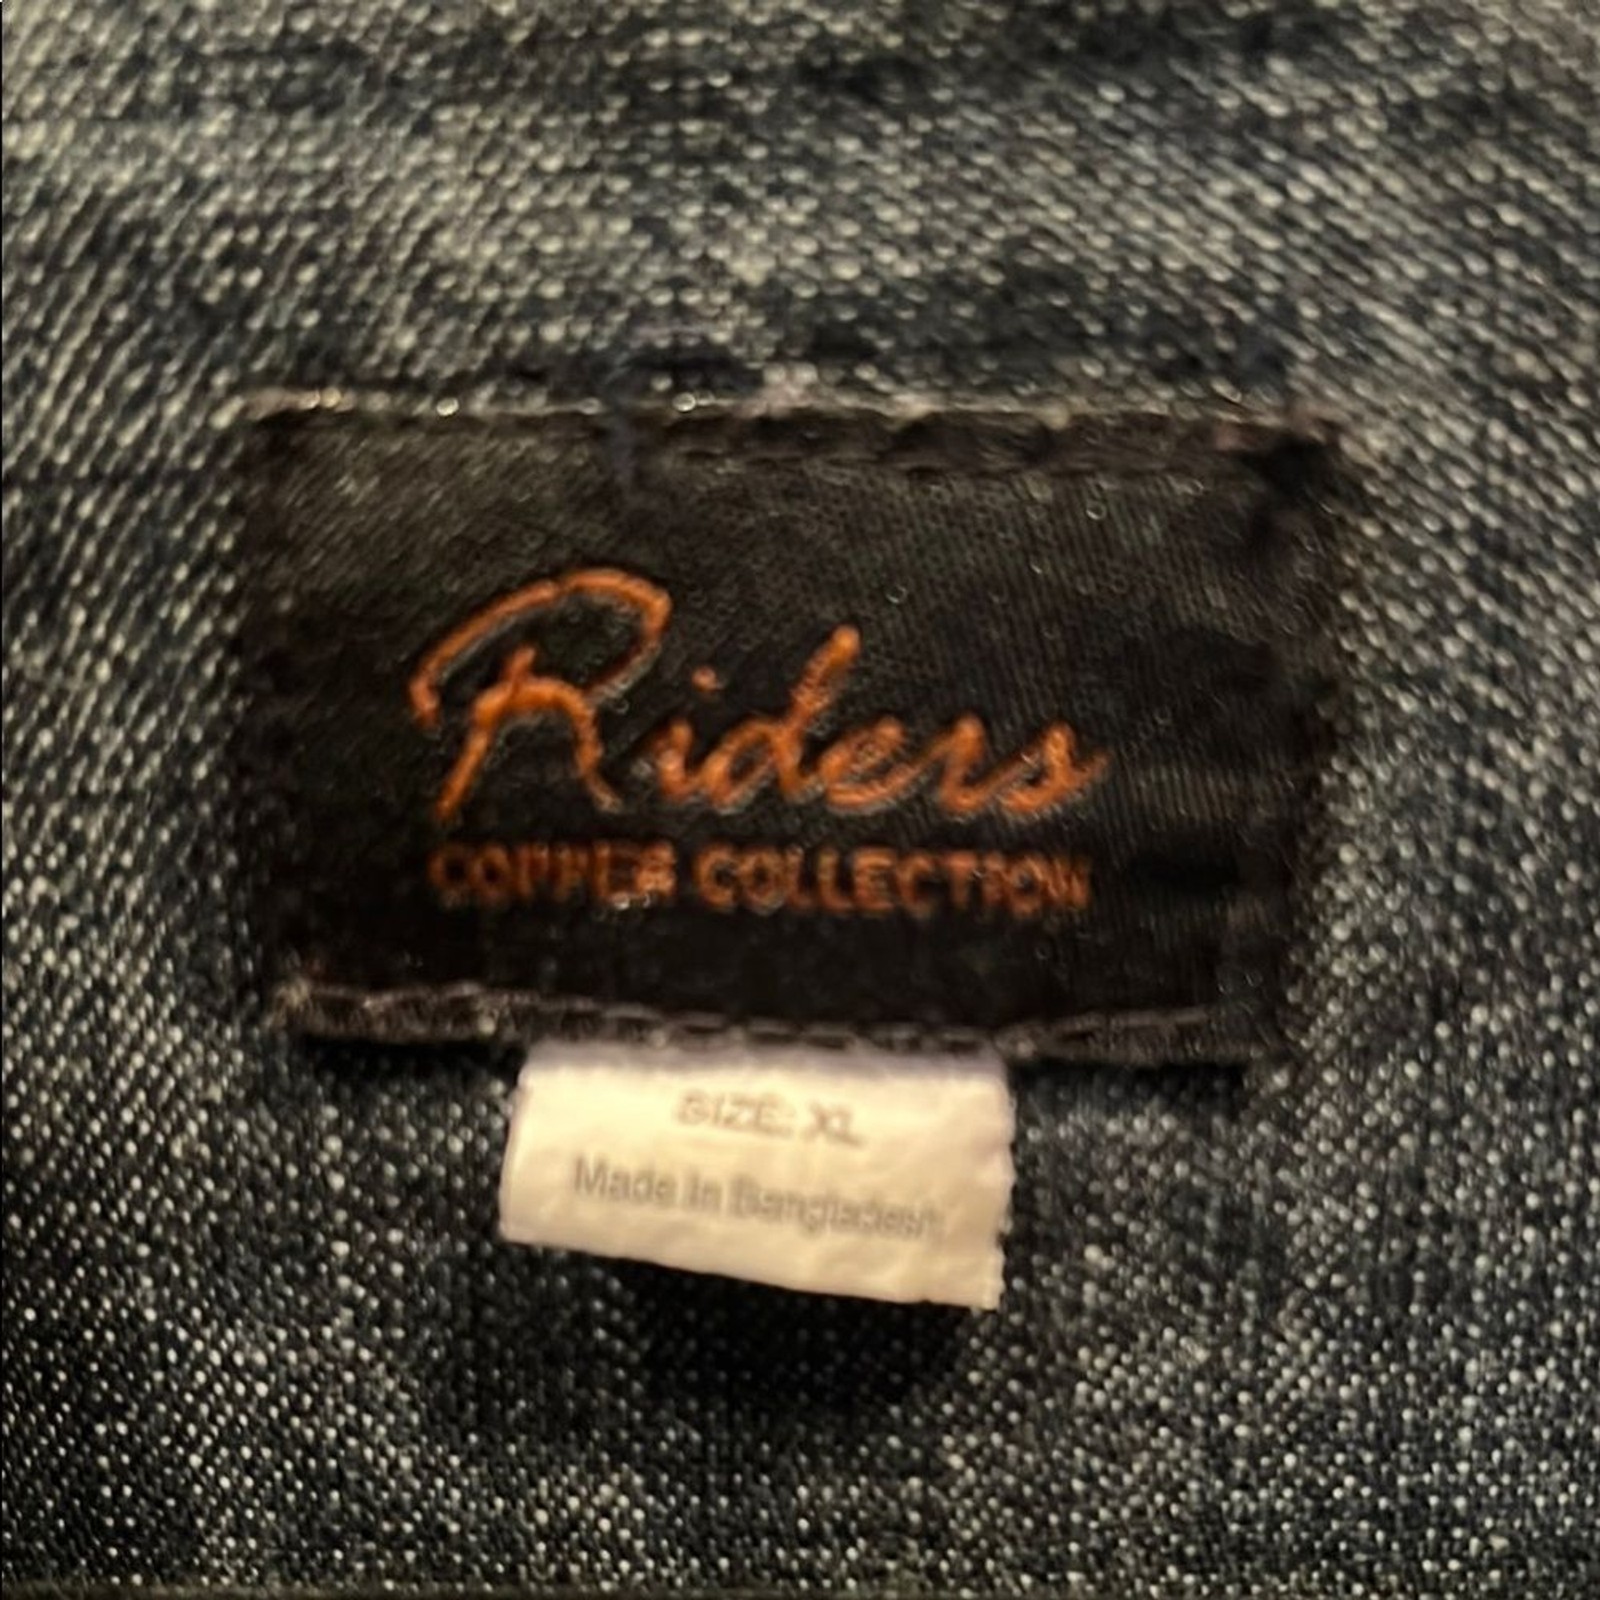 Riders
COPPER COLLECTION
SIZE: XL
Made In Bangladesh